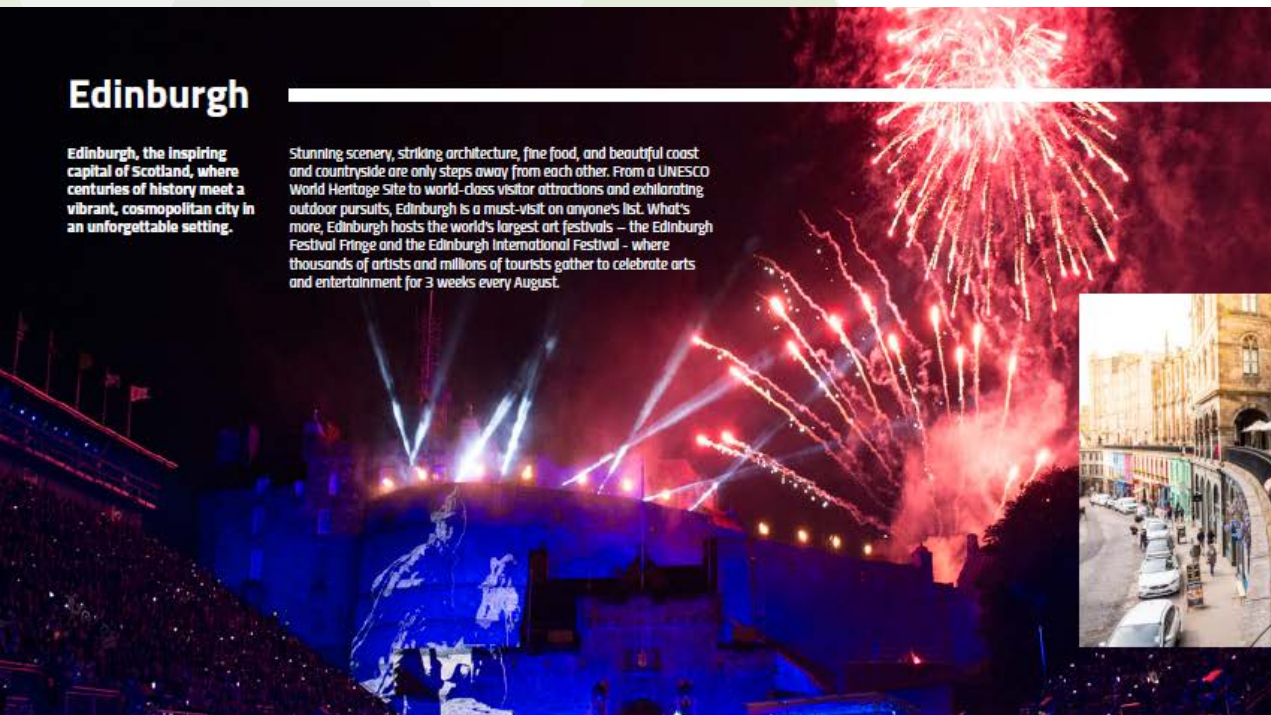 Edinburgh
Edinburgh, the inspiring
capital of Scotland, where
centuries of history meet a
vibrant, cosmopolitan city in
an unforgettable setting.
Stunning scenery, striking architecture, fine food, and beautiful coast
and countryside are only steps away from each other. From a UNESCO
World Heritage Site to world-class visitor attractions and exhilarating
outdoor pursuits, Edinburgh is a must-visit on anyone's list. What's
more, Edinburgh hosts the world's largest art festivals – the Edinburgh
Festival Fringe and the Edinburgh International Festival - where
thousands of artists and millions of tourists gather to celebrate arts
and entertainment for 3 weeks every August.